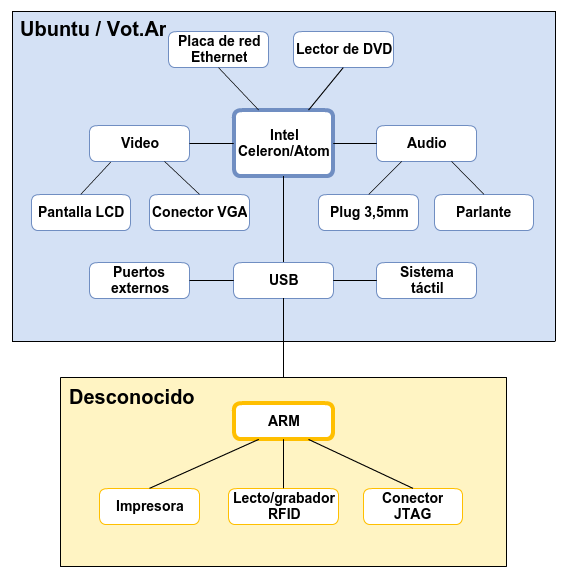 Ubuntu / Vot.Ar
Placa de red
Ethernet
Lector de DVD
Video
Intel
Celeron/Atom
Audio
Pantalla LCD
Conector VGA
Plug 3,5mm
Parlante
Puertos
externos
USB
Sistema
táctil
Desconocido
ARM
Impresora
Lecto/grabador
RFID
Conector
JTAG